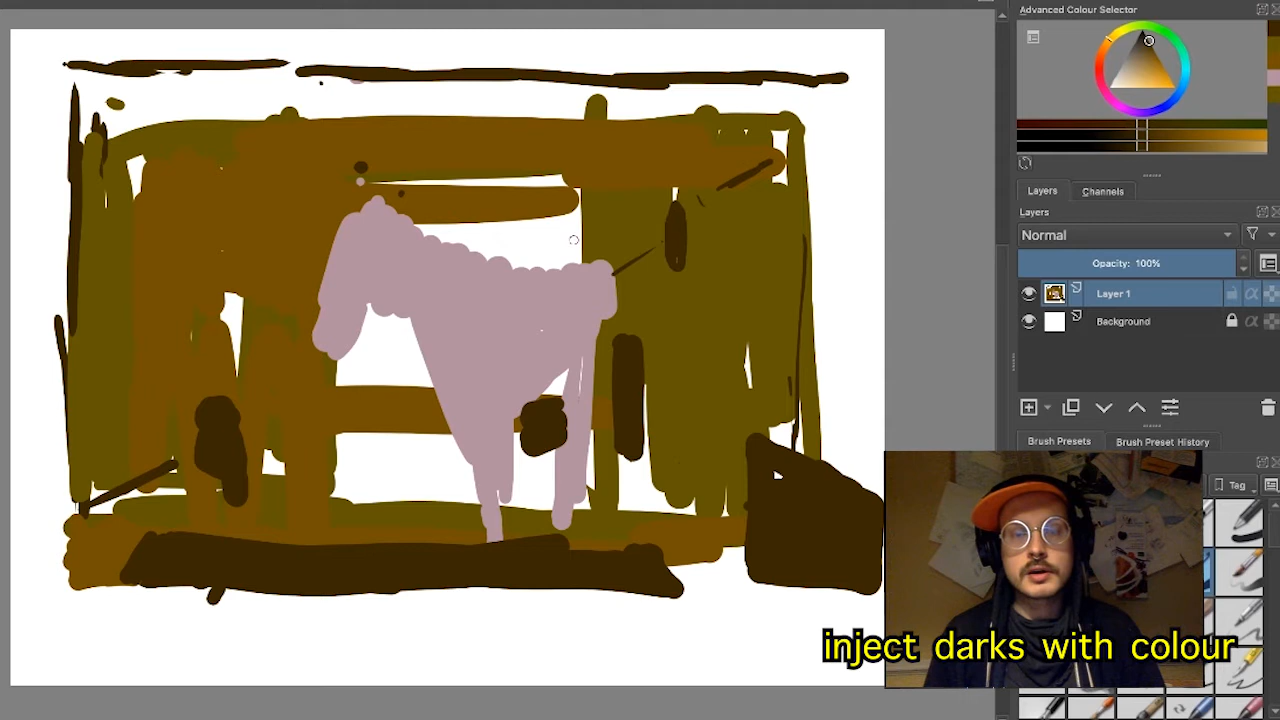 Advanced Colour Selector
Layers
Channels
Layers
Normal
Opacity: 100%
Layer 1
Background
Brush Presets
Brush Preset History
Tag
inject darks with colour